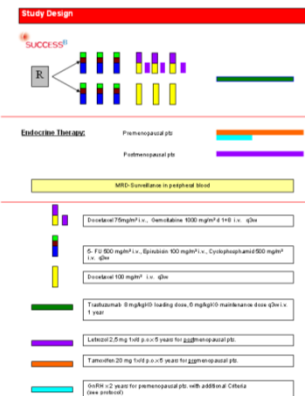 Study Design
SUCCESS
R
Endocrine Therapy:
Premenopausal pts
Postmenopausal pts
MRD-Surveillance in peripheral blood
Docetaxel 75mg/m² i.v., Gemcitabine 1000 mg/m² d 1+8 i.v. q3w
5- FU 500 mg/m² i.v., Epirubicin 100 mg/m² i.v., Cyclophosphamid 500 mg/m²
i.v. q3w
Docetaxel 100 mg/m² i.v. q3w
Trastuzumab 8 mg/kgKG loading dose, 6 mg/kgKG maintenance dose q3w i.v.
1 year
Letrozol 2,5 mg 1x/d p.o. x 5 years for postmenopausal pts.
Tamoxifen 20 mg 1x/d p.o. x 5 years for premenopausal pts.
GnRH x 2 years for premenopausal pts. with additional Criteria
(see protocol)